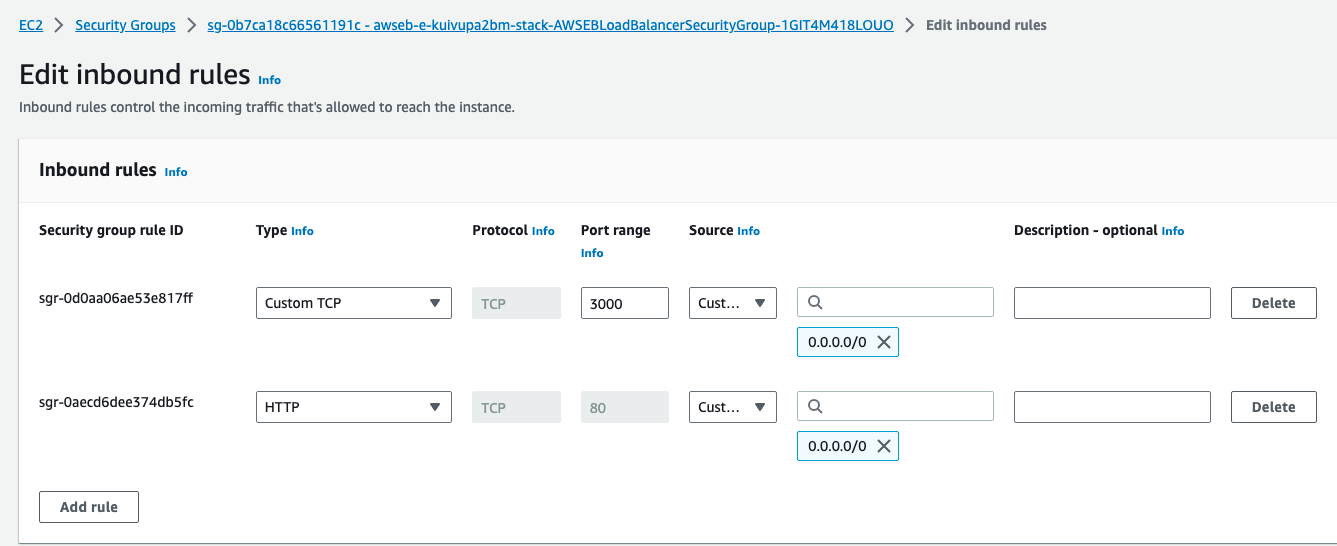 EC2 > Security Groups > sg-0b7ca18c66561191c - awseb-e-kuivupa2bm-stack-AWSEBLoadBalancerSecurityGroup-1GIT4M418LOUO > Edit inbound rules
Edit inbound rules Info
Inbound rules control the incoming traffic that's allowed to reach the instance.
Inbound rules Info
Security group rule ID Type Info Protocol Info Port range Info Source Info Description - optional Info
sgr-0d0aa06ae53e817ff Custom TCP TCP 3000 Cust... Delete
0.0.0.0/0
sgr-0aecd6dee374db5fc HTTP TCP 80 Cust... Delete
0.0.0.0/0
Add rule